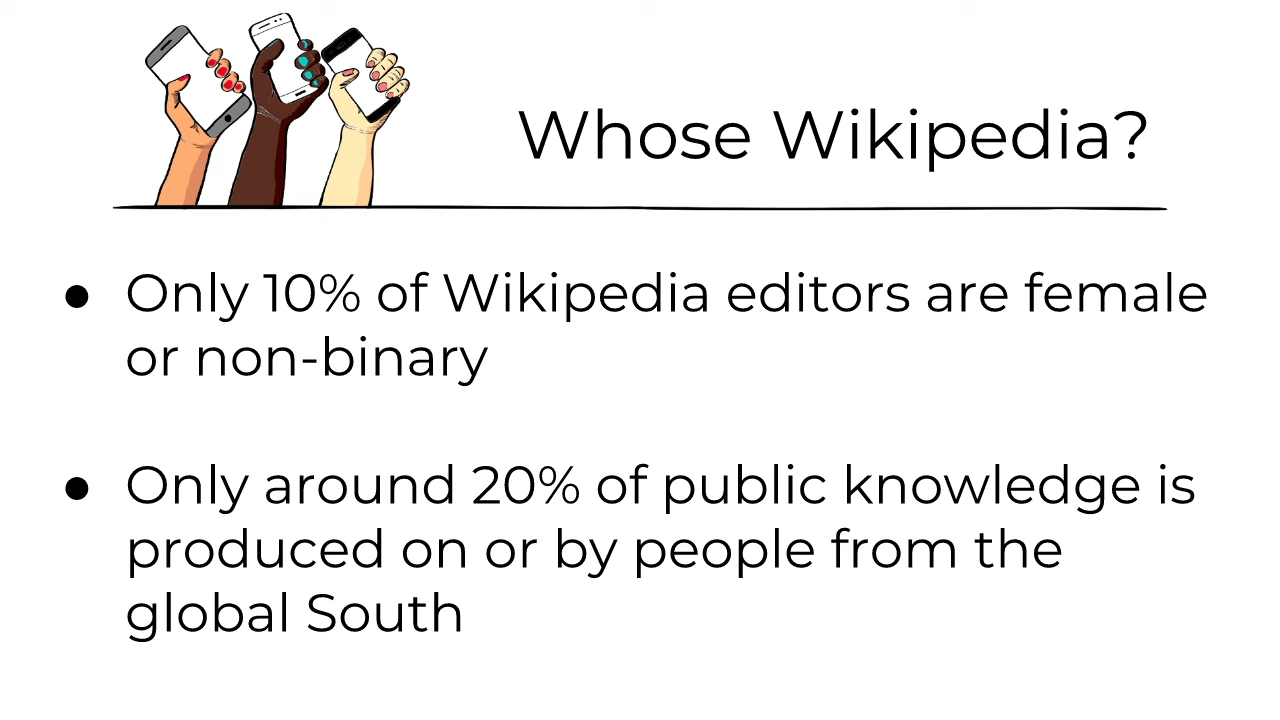 Whose Wikipedia?
● Only 10% of Wikipedia editors are female
or non-binary
● Only around 20% of public knowledge is
produced on or by people from the
global South